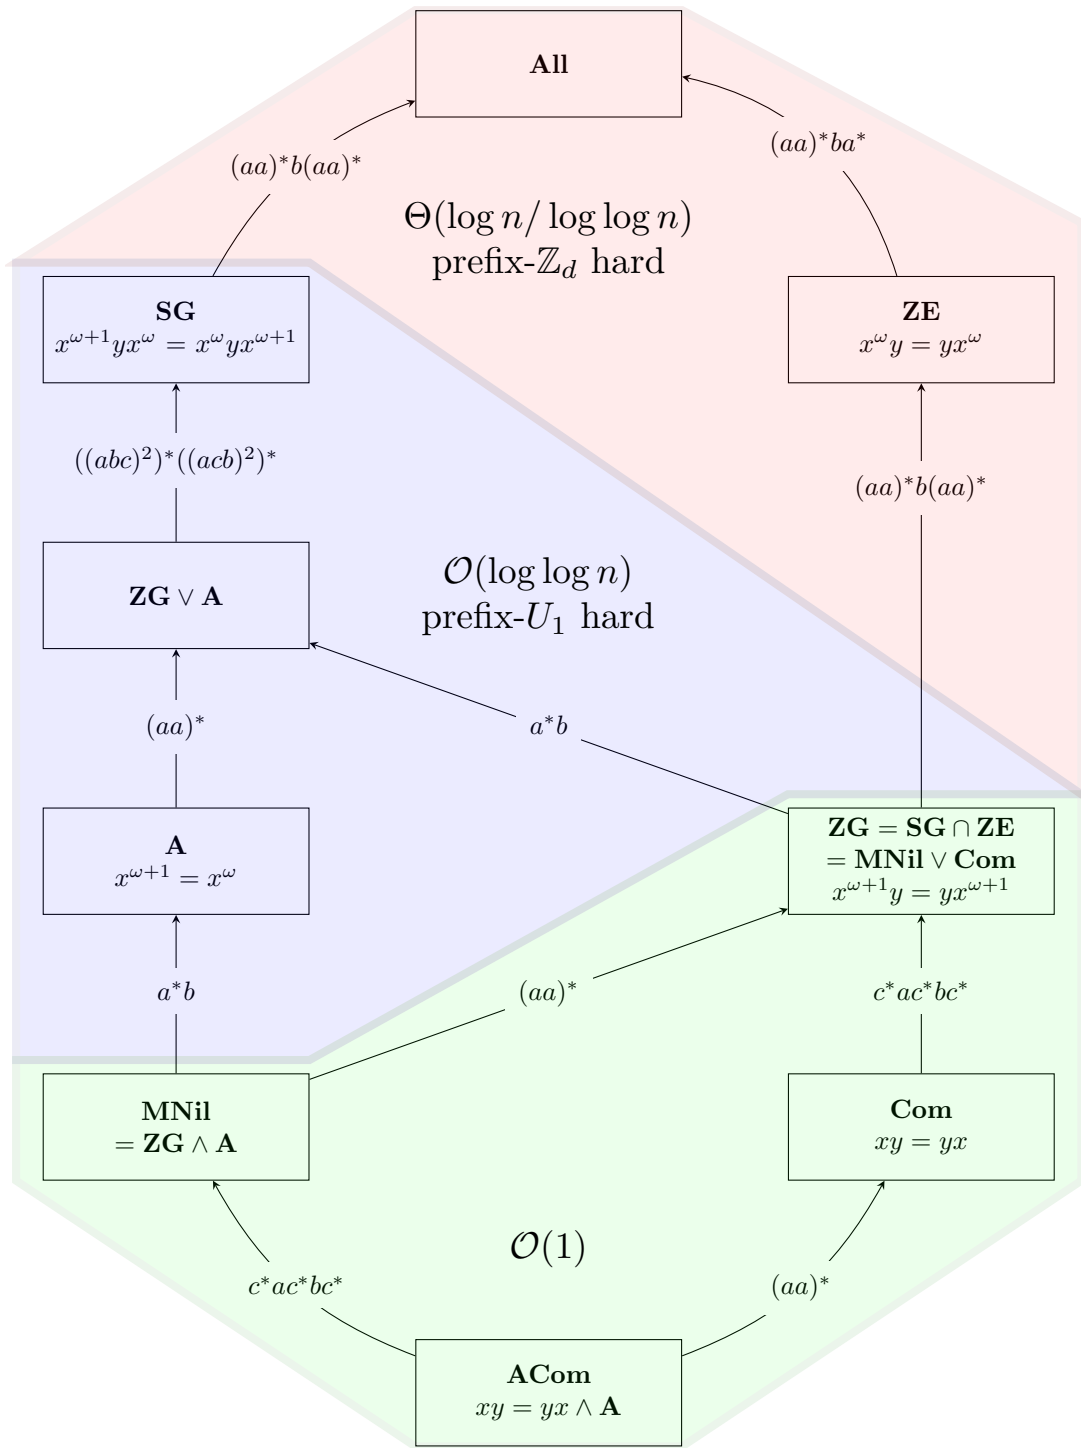 All
(aa)*ba*
(aa)*b(aa)*
Θ(log n/ log log n)
prefix-ℤ_d hard
SG
x^{ω+1}yx^ω = x^ωyx^{ω+1}
ZE
x^ωy = yx^ω
((abc)²)*((acb)²)*
(aa)*b(aa)*
O(log log n)
prefix-U₁ hard
ZG ∨ A
(aa)*
a*b
A
x^{ω+1} = x^ω
ZG = SG ∩ ZE
= MNil ∨ Com
x^{ω+1}y = yx^{ω+1}
a*b
(aa)*
c*ac*bc*
MNil
= ZG ∧ A
Com
xy = yx
O(1)
c*ac*bc*
(aa)*
ACom
xy = yx ∧ A